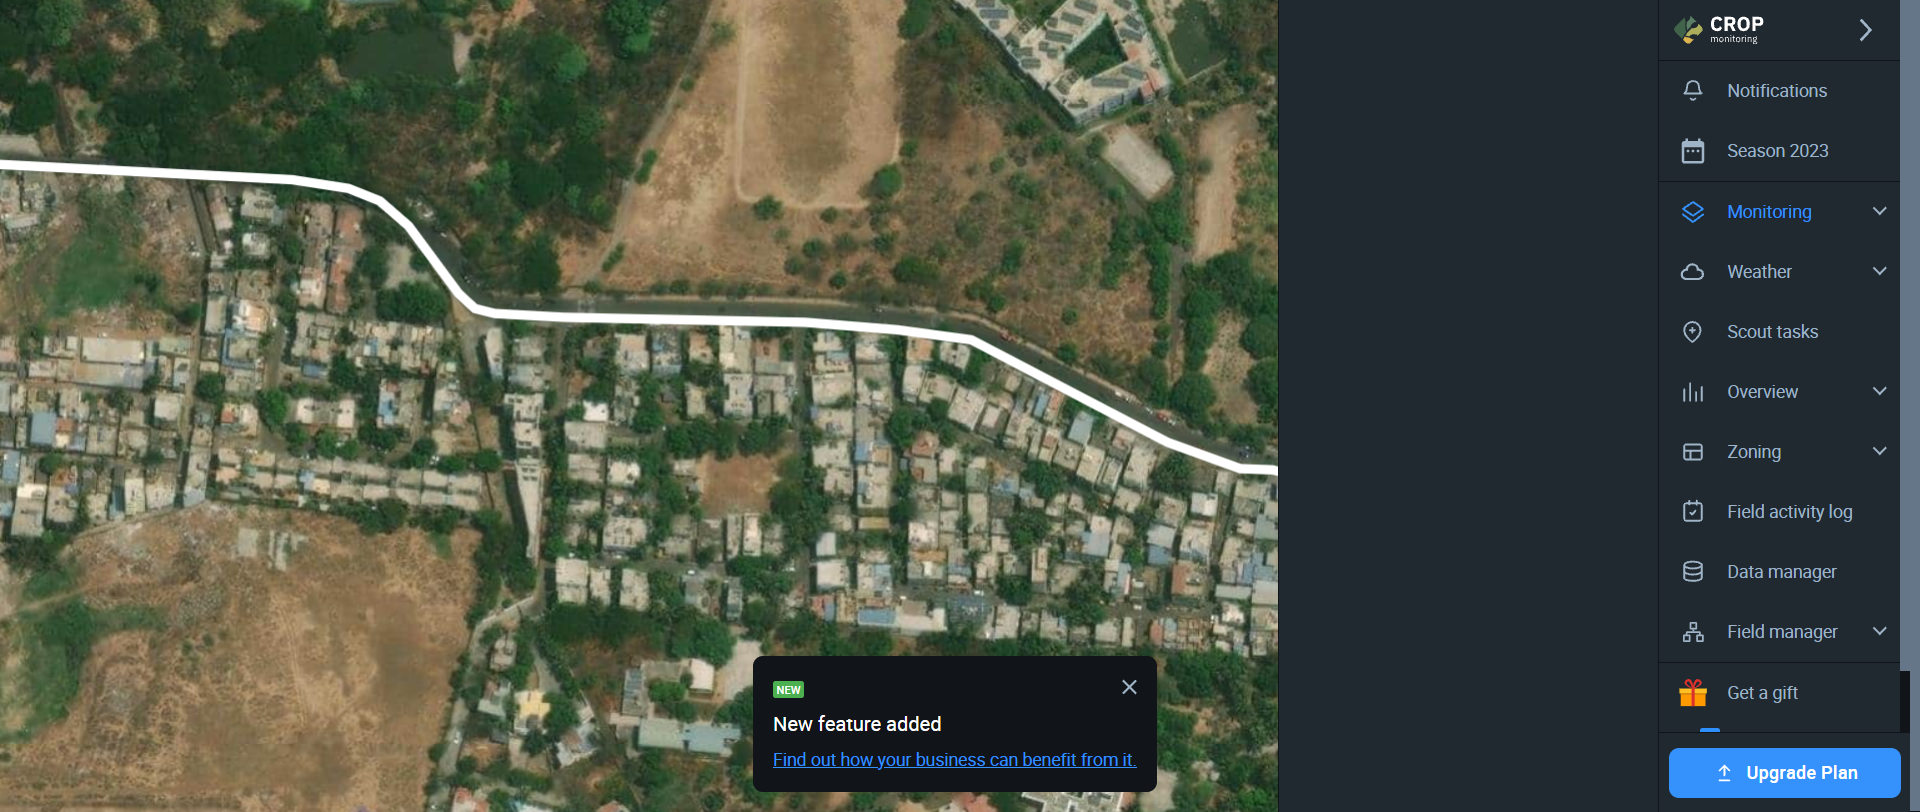 CROP
monitoring
Notifications
Season 2023
Monitoring
Weather
Scout tasks
Overview
Zoning
Field activity log
Data manager
Field manager
Get a gift
Upgrade Plan
NEW
New feature added
Find out how your business can benefit from it.